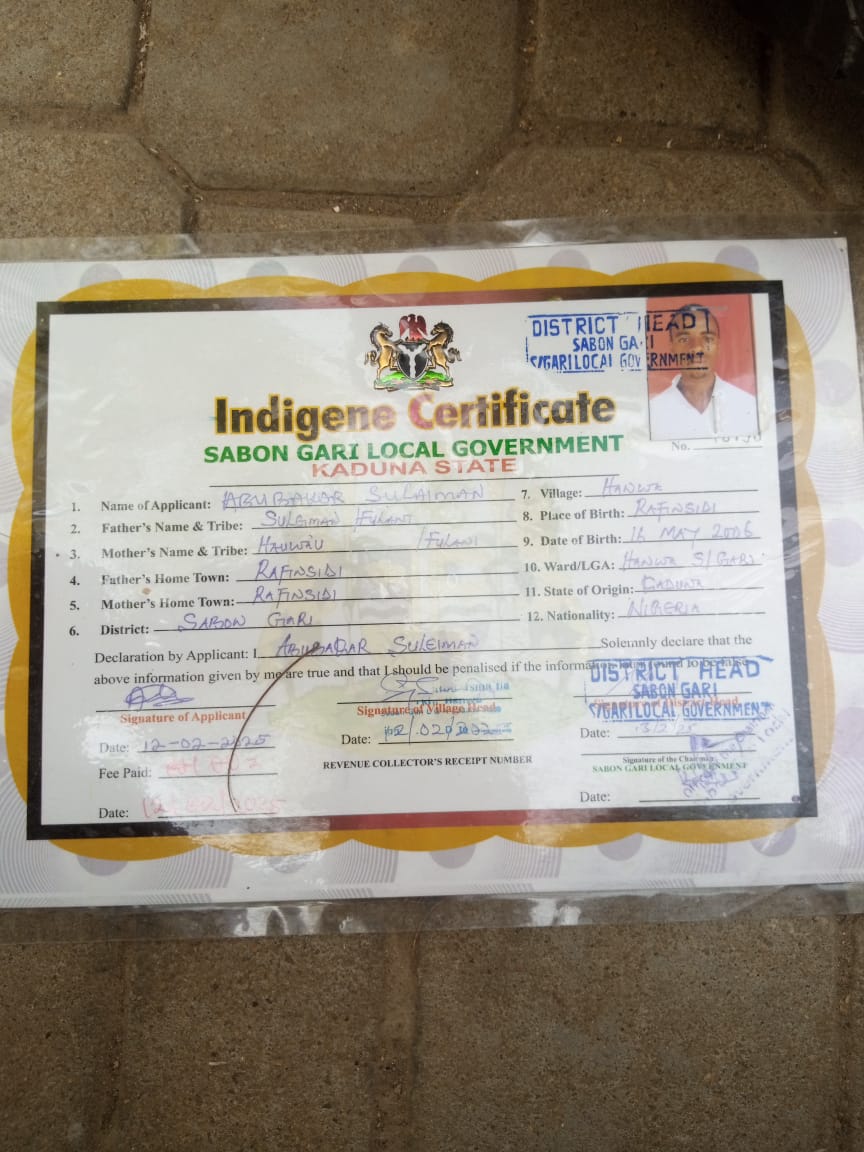 DISTRICT HEAD
SABON GARI
S/GARI LOCAL GOVERNMENT
Indigene Certificate
SABON GARI LOCAL GOVERNMENT
KADUNA STATE
No.
1. Name of Applicant: ABUBAKAR SULAIMAN
2. Father's Name & Tribe: SULEIMAN /FULANI
3. Mother's Name & Tribe: /FULANI
4. Father's Home Town: RAFINSIDI
5. Mother's Home Town: RAFINSIDI
6. District: SABON GARI
7. Village: HANWA
8. Place of Birth: RAFINSIDI
9. Date of Birth: 16 MAY 2006
10. Ward/LGA: HANWA S/GARI
11. State of Origin: KADUNA
12. Nationality: NIGERIA
Declaration by Applicant: I ABUBAKAR SULEIMAN Solemnly declare that the
above information given by me are true and that I should be penalised if the information
DISTRICT HEAD
SABON GARI
S/GARI LOCAL GOVERNMENT
Signature of Applicant
Signature of Village Head
Date: 12-02-2025
Date:
Date:
Fee Paid:
REVENUE COLLECTOR'S RECEIPT NUMBER
Signature of the Chairman
SABON GARI LOCAL GOVERNMENT
Date:
Date: